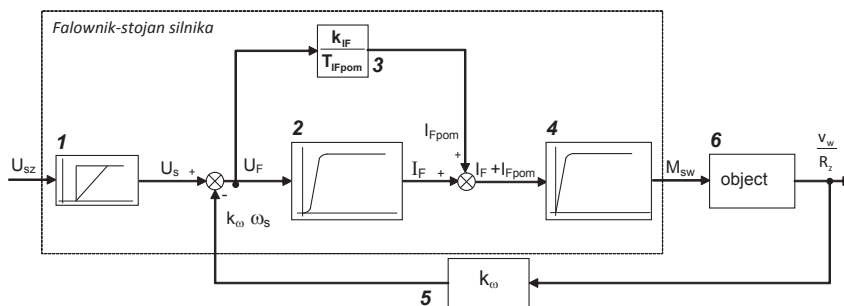 Falownik-stojan silnika
k_IF
T_IFpom
3
1
2
4
6
I_Fpom
v_w
R_z
U_sz
U_s
+
U_F
I_F
+
+
I_F +I_Fpom
M_sw
object
-
k_ω ω_s
5
k_ω